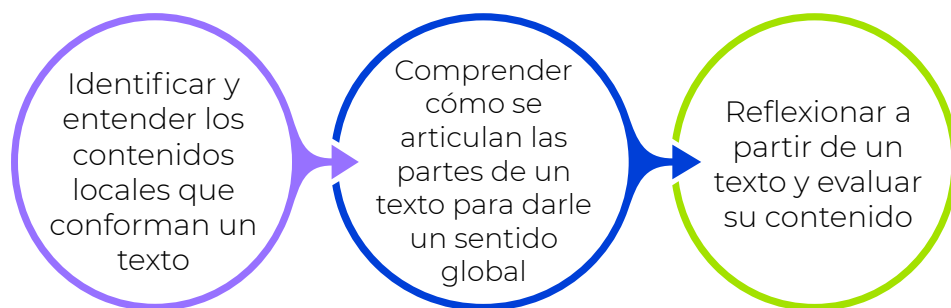 Identificar y
entender los
contenidos
locales que
conforman un
texto
Comprender
cómo se
articulan las
partes de un
texto para darle
un sentido
global
Reflexionar a
partir de un
texto y evaluar
su contenido